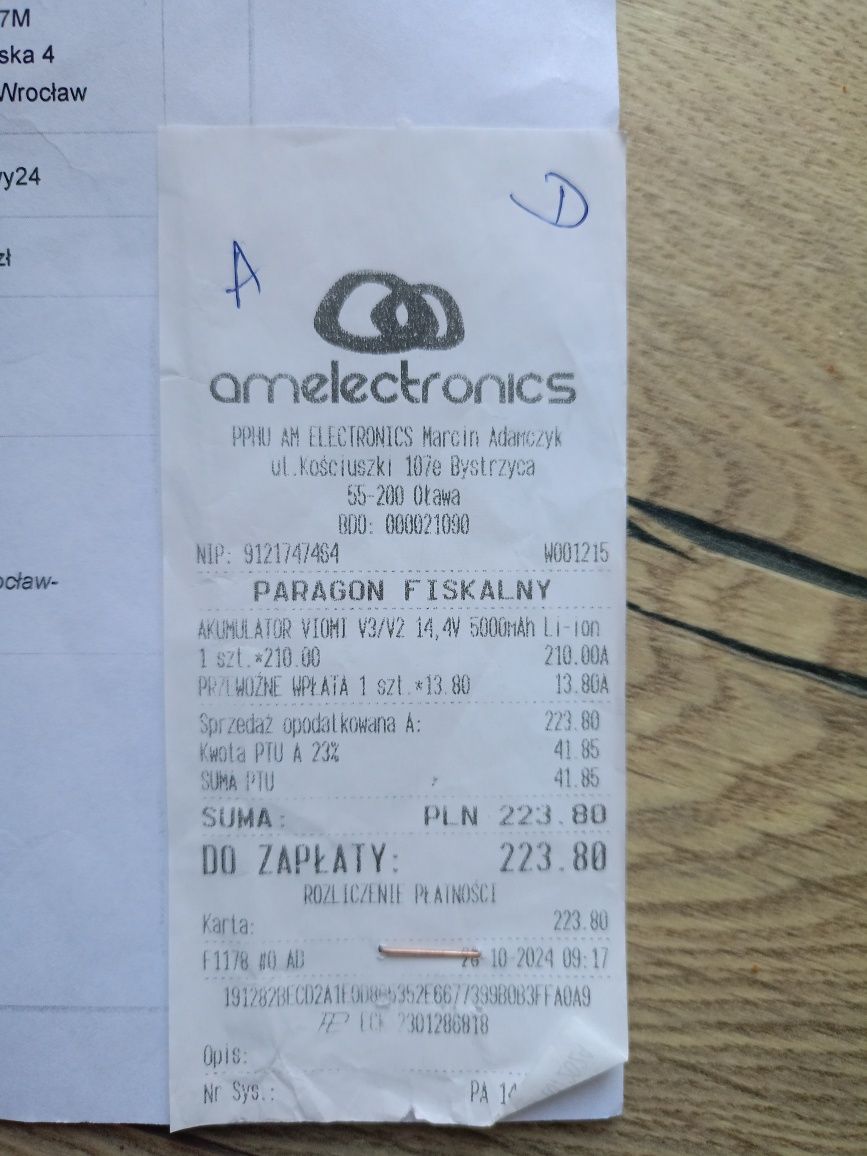 7M
ska 4
Wrocław
y24
zł
ocław-
D
A
amelectronics
PPHU AM ELECTRONICS Marcin Adamczyk
ul.Kościuszki 107e Bystrzyca
55-200 Oława
BDO: 000021090
NIP: 9121747464 W001215
PARAGON FISKALNY
AKUMULATOR VIOMI V3/V2 14,4V 5000mAh Li-ion
1 szt.*210.00 210.00A
PRZEWOŹNE WPŁATA 1 szt.*13.80 13.80A
Sprzedaż opodatkowana A: 223.80
Kwota PTU A 23% 41.85
SUMA PTU 41.85
SUMA: PLN 223.80
DO ZAPŁATY: 223.80
ROZLICZENIE PŁATNOŚCI
Karta: 223.80
F1178 #0 AD 10-2024 09:17
2301286818
Opis:
Nr Sys.: PA 14